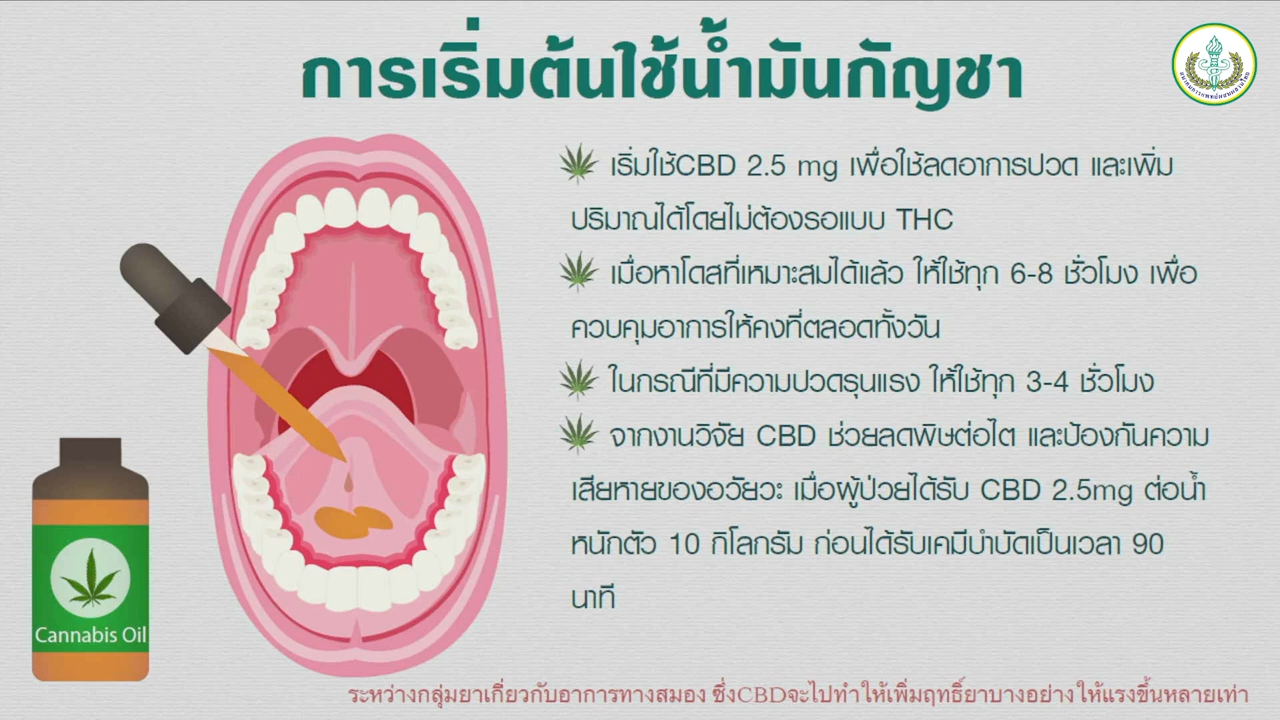 การเริ่มต้นใช้น้ำมันกัญชา
เริ่มใช้CBD 2.5 mg เพื่อใช้ลดอาการปวด และเพิ่ม
ปริมาณได้โดยไม่ต้องรอแบบ THC
เมื่อหาโดสที่เหมาะสมได้แล้ว ให้ใช้ทุก 6-8 ชั่วโมง เพื่อ
ควบคุมอาการให้คงที่ตลอดทั้งวัน
ในกรณีที่มีความปวดรุนแรง ให้ใช้ทุก 3-4 ชั่วโมง
จากงานวิจัย CBD ช่วยลดพิษต่อไต และป้องกันความ
เสียหายของอวัยวะ เมื่อผู้ป่วยได้รับ CBD 2.5mg ต่อน้ำ
หนักตัว 10 กิโลกรัม ก่อนได้รับเคมีบำบัดเป็นเวลา 90
นาที
Cannabis Oil
ระหว่างกลุ่มยาเกี่ยวกับอาการทางสมอง ซึ่งCBDจะไปทำให้เพิ่มฤทธิ์ยาบางอย่าง ให้แรงขึ้นหลายเท่า